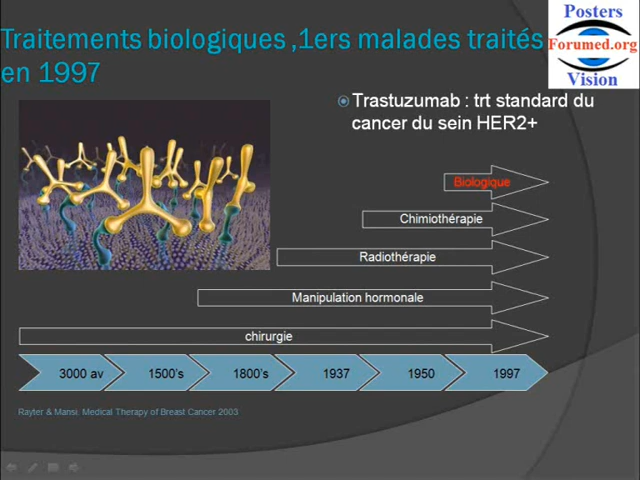 Traitements biologiques ,1ers malades traités
en 1997
Posters
Forumed.org
Vision
Trastuzumab : trt standard du
cancer du sein HER2+
Biologique
Chimiothérapie
Radiothérapie
Manipulation hormonale
chirurgie
3000 av 1500's 1800's 1937 1950 1997
Rayter & Mansi. Medical Therapy of Breast Cancer 2003